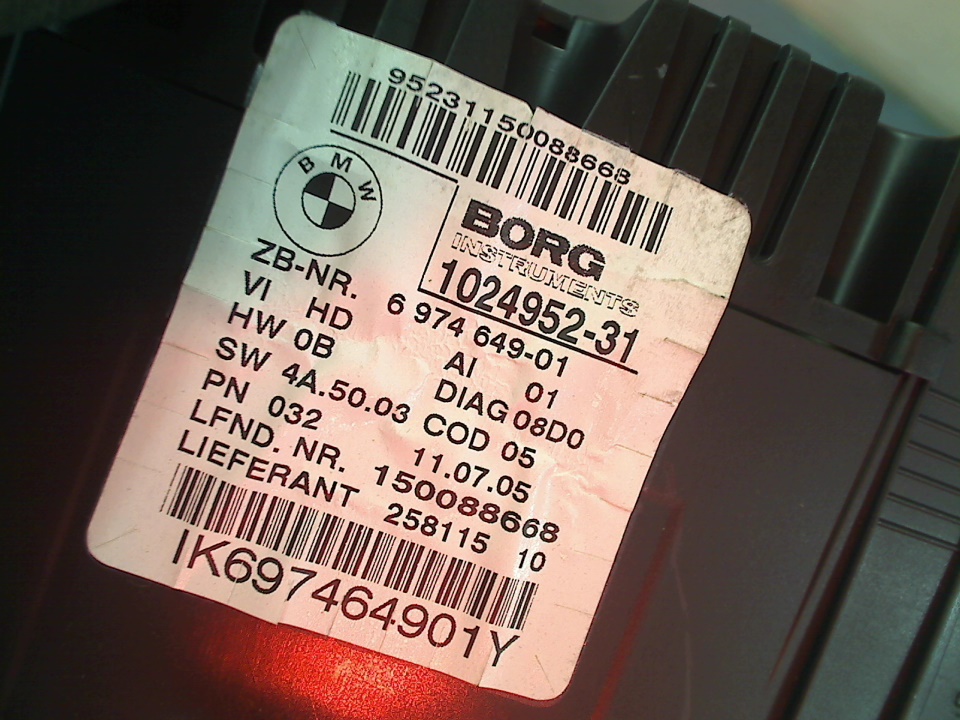 95231150088668
BMW
BORG
INSTRUMENTS
1024952-31
ZB-NR. 6 974 649-01
VI HD AI 01
HW 0B DIAG 08D0
SW 4A.50.03 COD 05
PN 032 11.07.05
LFND. NR. 150088668
LIEFERANT 258115 10
IK697464901Y